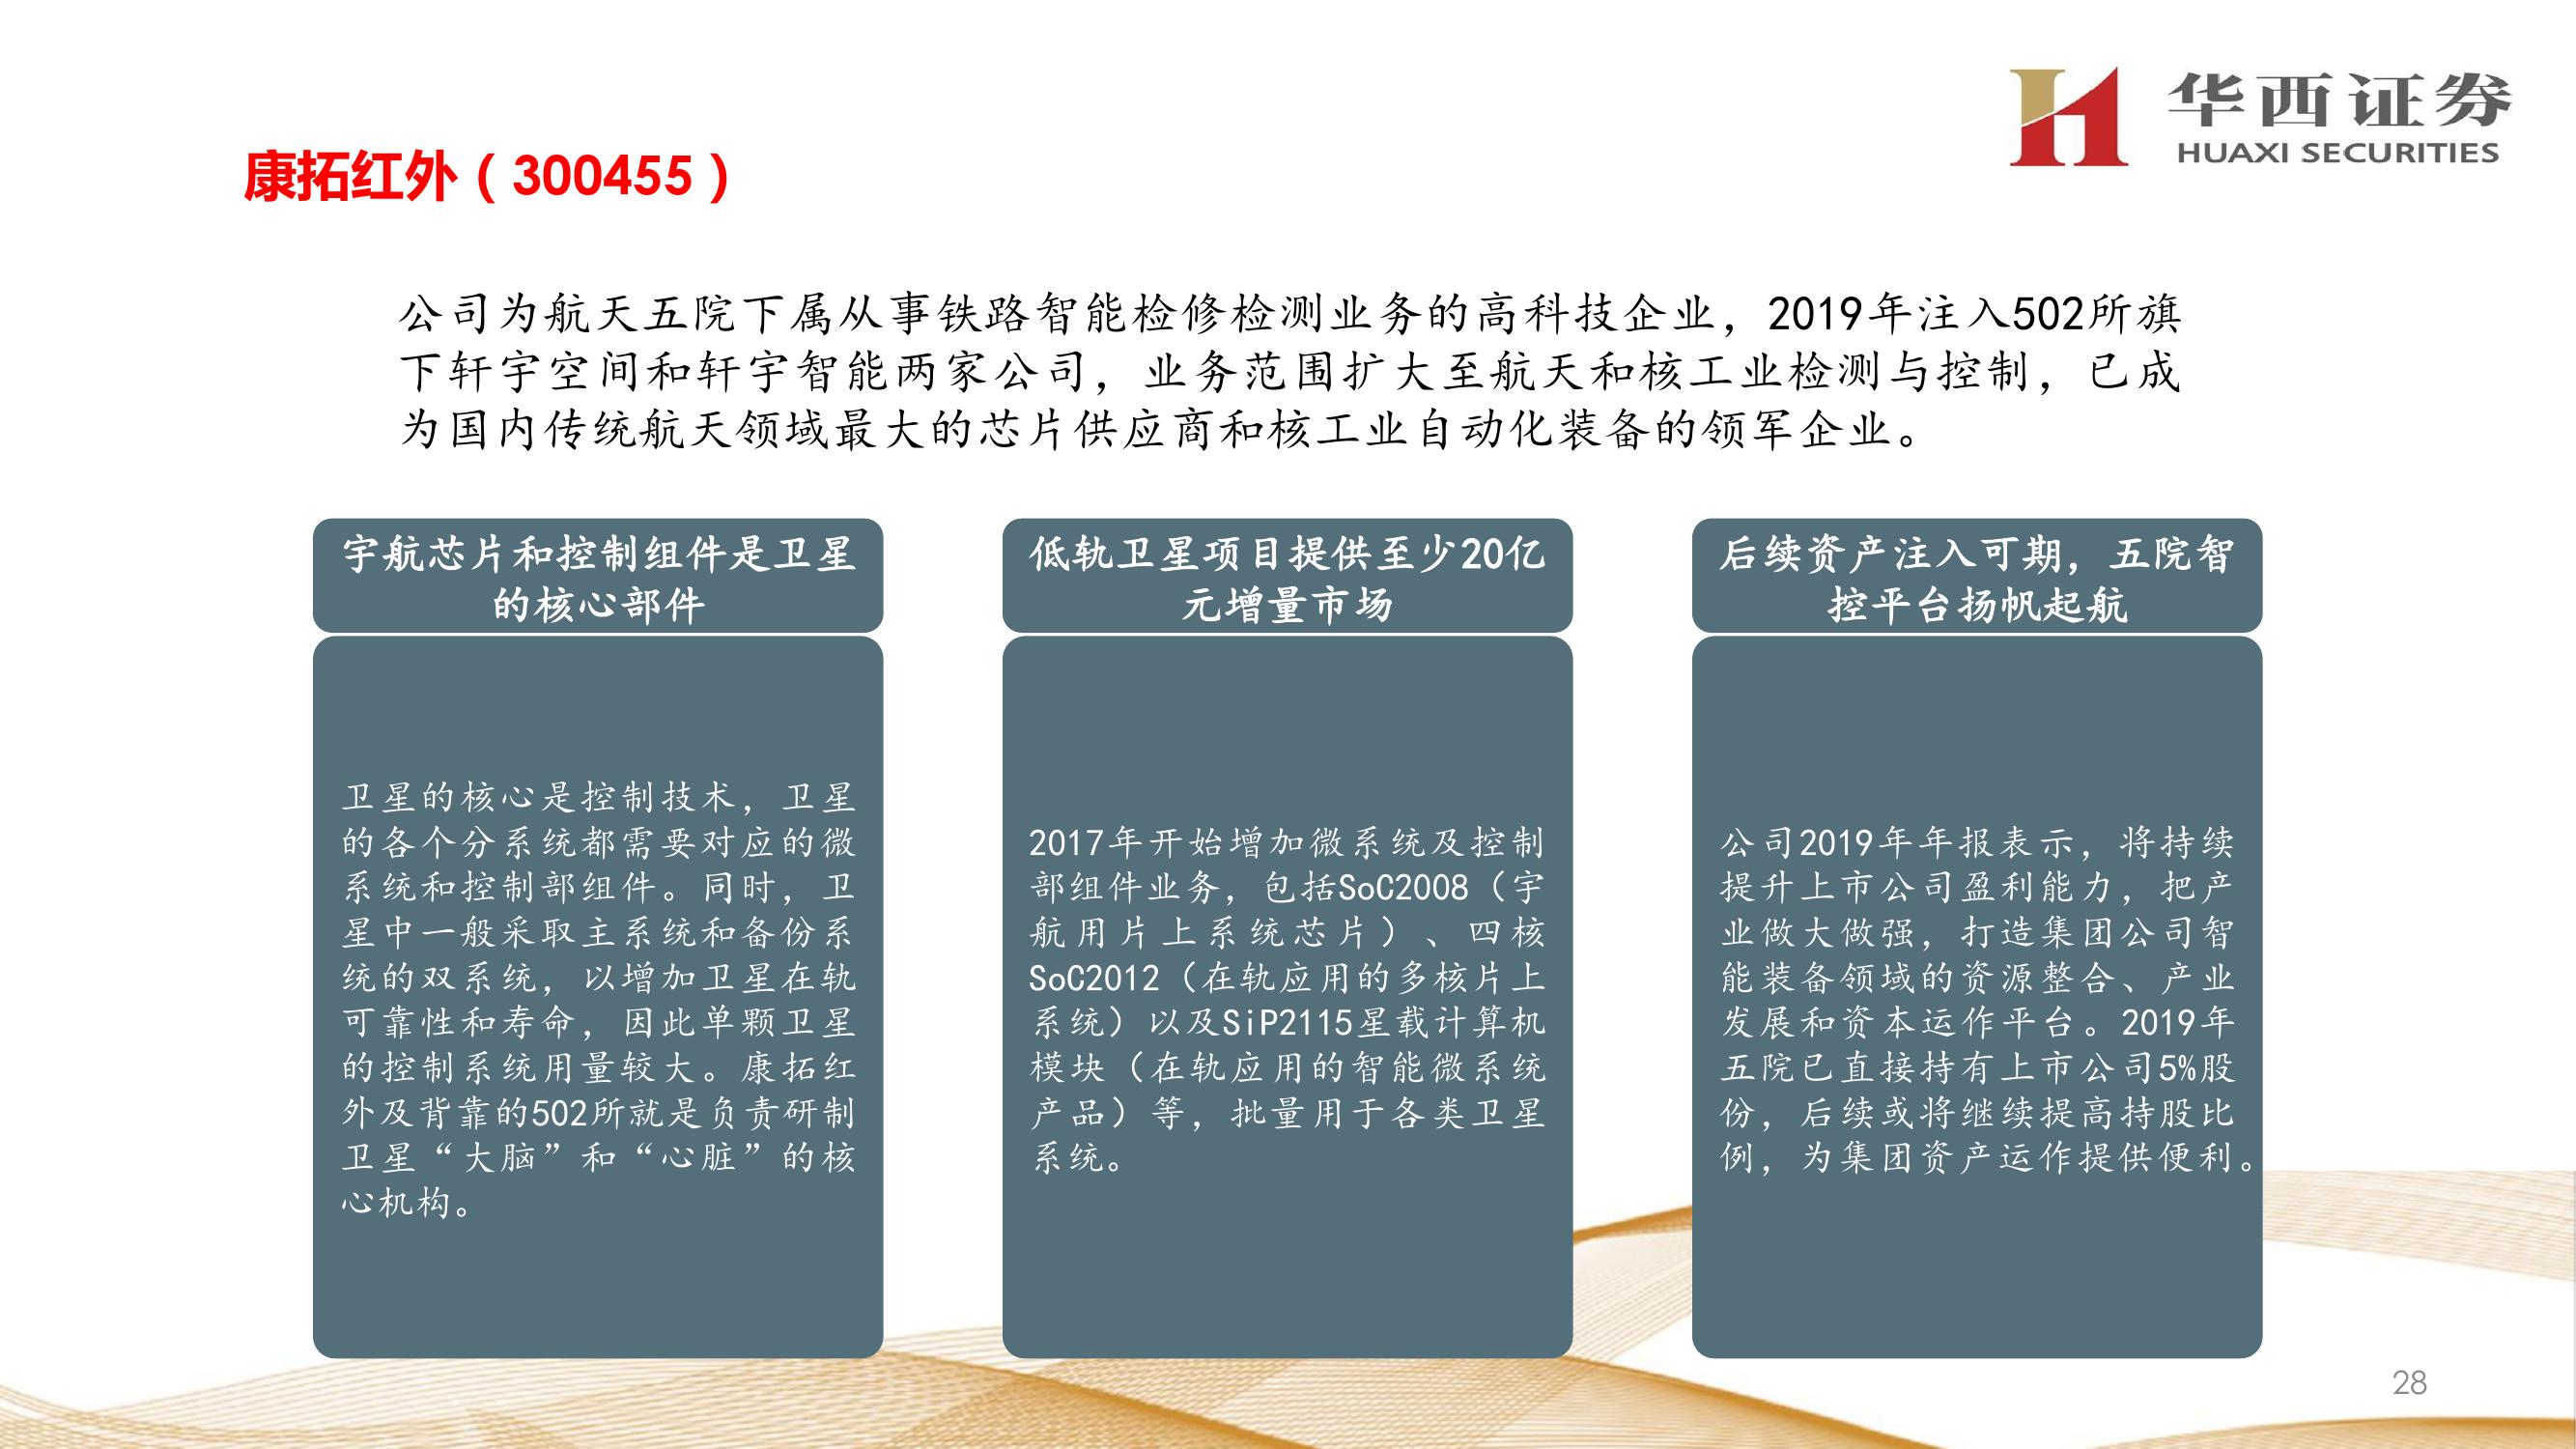 华西证券
HUAXI SECURITIES
康拓红外（300455）
公司为航天五院下属从事铁路智能检修检测业务的高科技企业，2019年注入502所旗
下轩宇空间和轩宇智能两家公司，业务范围扩大至航天和核工业检测与控制，已成
为国内传统航天领域最大的芯片供应商和核工业自动化装备的领军企业。
宇航芯片和控制组件是卫星
的核心部件
卫星的核心是控制技术，卫星
的各个分系统都需要对应的微
系统和控制部组件。同时，卫
星中一般采取主系统和备份系
统的双系统，以增加卫星在轨
可靠性和寿命，因此单颗卫星
的控制系统用量较大。康拓红
外及背靠的502所就是负责研制
卫星“大脑”和“心脏”的核
心机构。
低轨卫星项目提供至少20亿
元增量市场
2017年开始增加微系统及控制
部组件业务，包括SoC2008（宇
航用片上系统芯片）、四核
SoC2012（在轨应用的多核片上
系统）以及SiP2115星载计算机
模块（在轨应用的智能微系统
产品）等，批量用于各类卫星
系统。
后续资产注入可期，五院智
控平台扬帆起航
公司2019年年报表示，将持续
提升上市公司盈利能力，把产
业做大做强，打造集团公司智
能装备领域的资源整合、产业
发展和资本运作平台。2019年
五院已直接持有上市公司5%股
份，后续或将继续提高持股比
例，为集团资产运作提供便利。
28